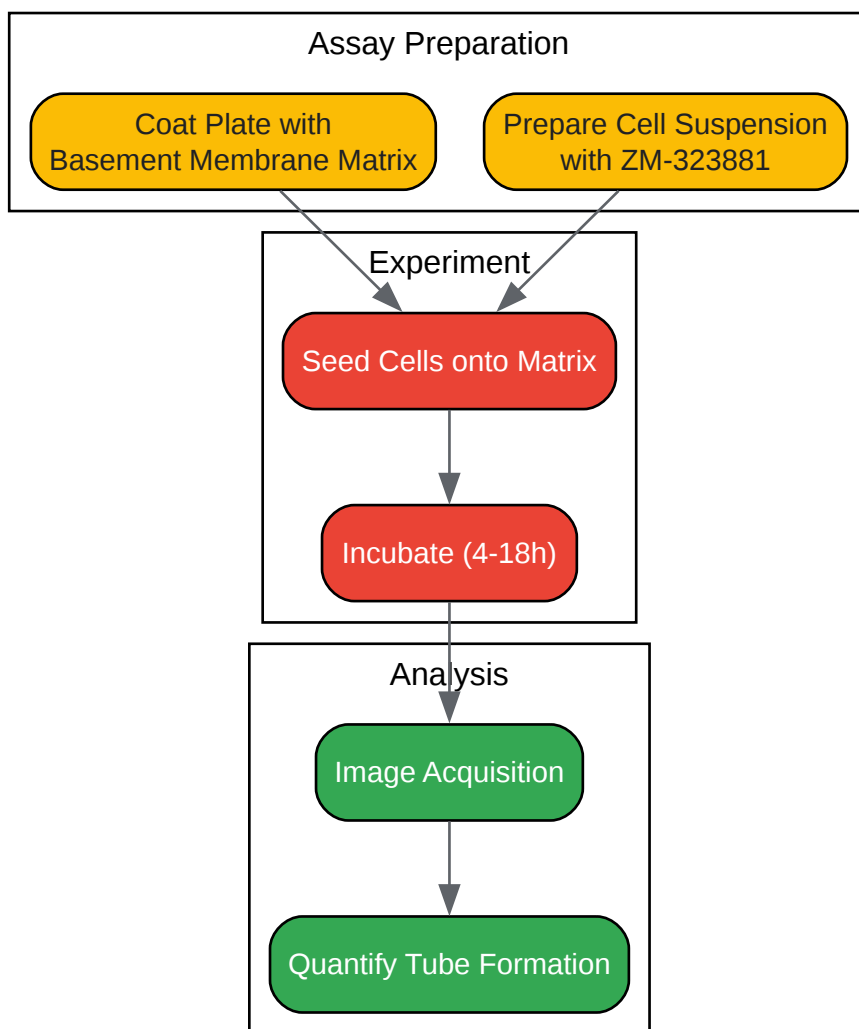 Assay Preparation
Coat Plate with
Basement Membrane Matrix
Prepare Cell Suspension
with ZM-323881
Experiment
Seed Cells onto Matrix
Incubate (4-18h)
Analysis
Image Acquisition
Quantify Tube Formation